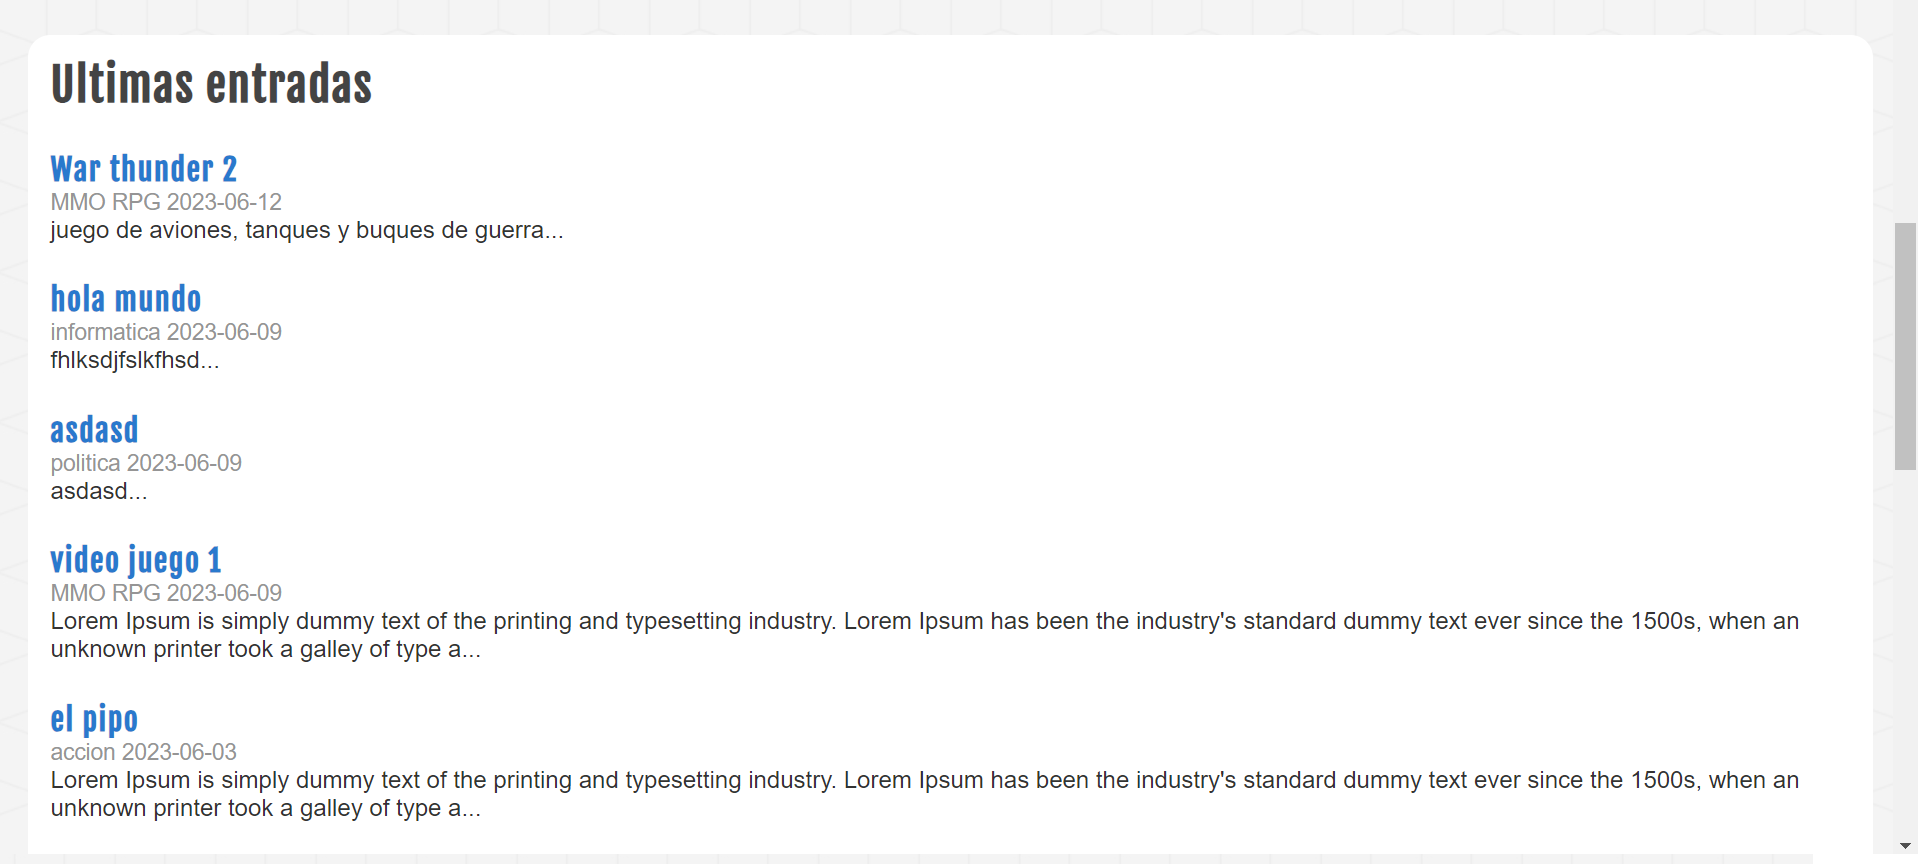 Ultimas entradas
War thunder 2
MMO RPG 2023-06-12
juego de aviones, tanques y buques de guerra...
hola mundo
informatica 2023-06-09
fhlksdjfslkfhsd...
asdasd
politica 2023-06-09
asdasd...
video juego 1
MMO RPG 2023-06-09
Lorem Ipsum is simply dummy text of the printing and typesetting industry. Lorem Ipsum has been the industry's standard dummy text ever since the 1500s, when an
unknown printer took a galley of type a...
el pipo
accion 2023-06-03
Lorem Ipsum is simply dummy text of the printing and typesetting industry. Lorem Ipsum has been the industry's standard dummy text ever since the 1500s, when an
unknown printer took a galley of type a...